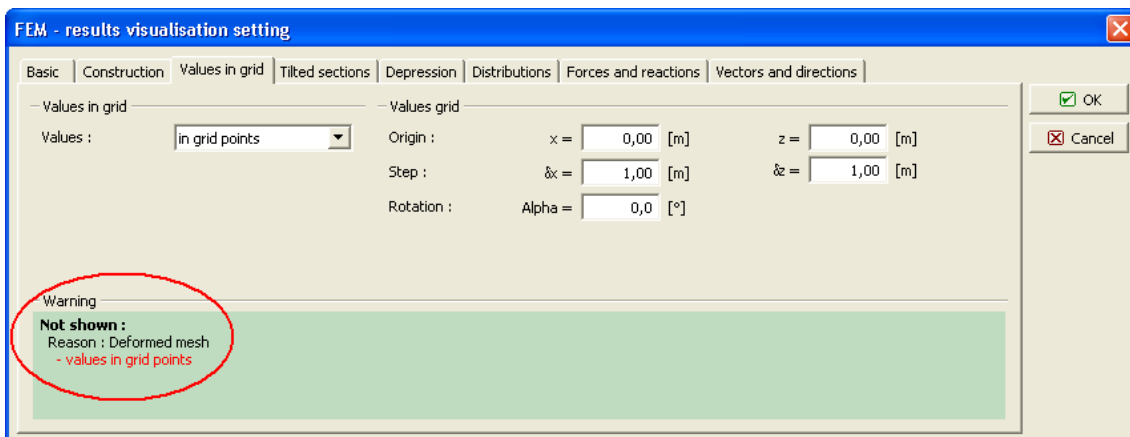 FEM - results visualisation setting
Basic Construction Values in grid Tilted sections Depression Distributions Forces and reactions Vectors and directions
Values in grid Values grid OK
Values : in grid points Origin : x = 0,00 [m] z = 0,00 [m] Cancel
Step : δx = 1,00 [m] δz = 1,00 [m]
Rotation : Alpha = 0,0 [°]
Warning
Not shown :
Reason : Deformed mesh
- values in grid points